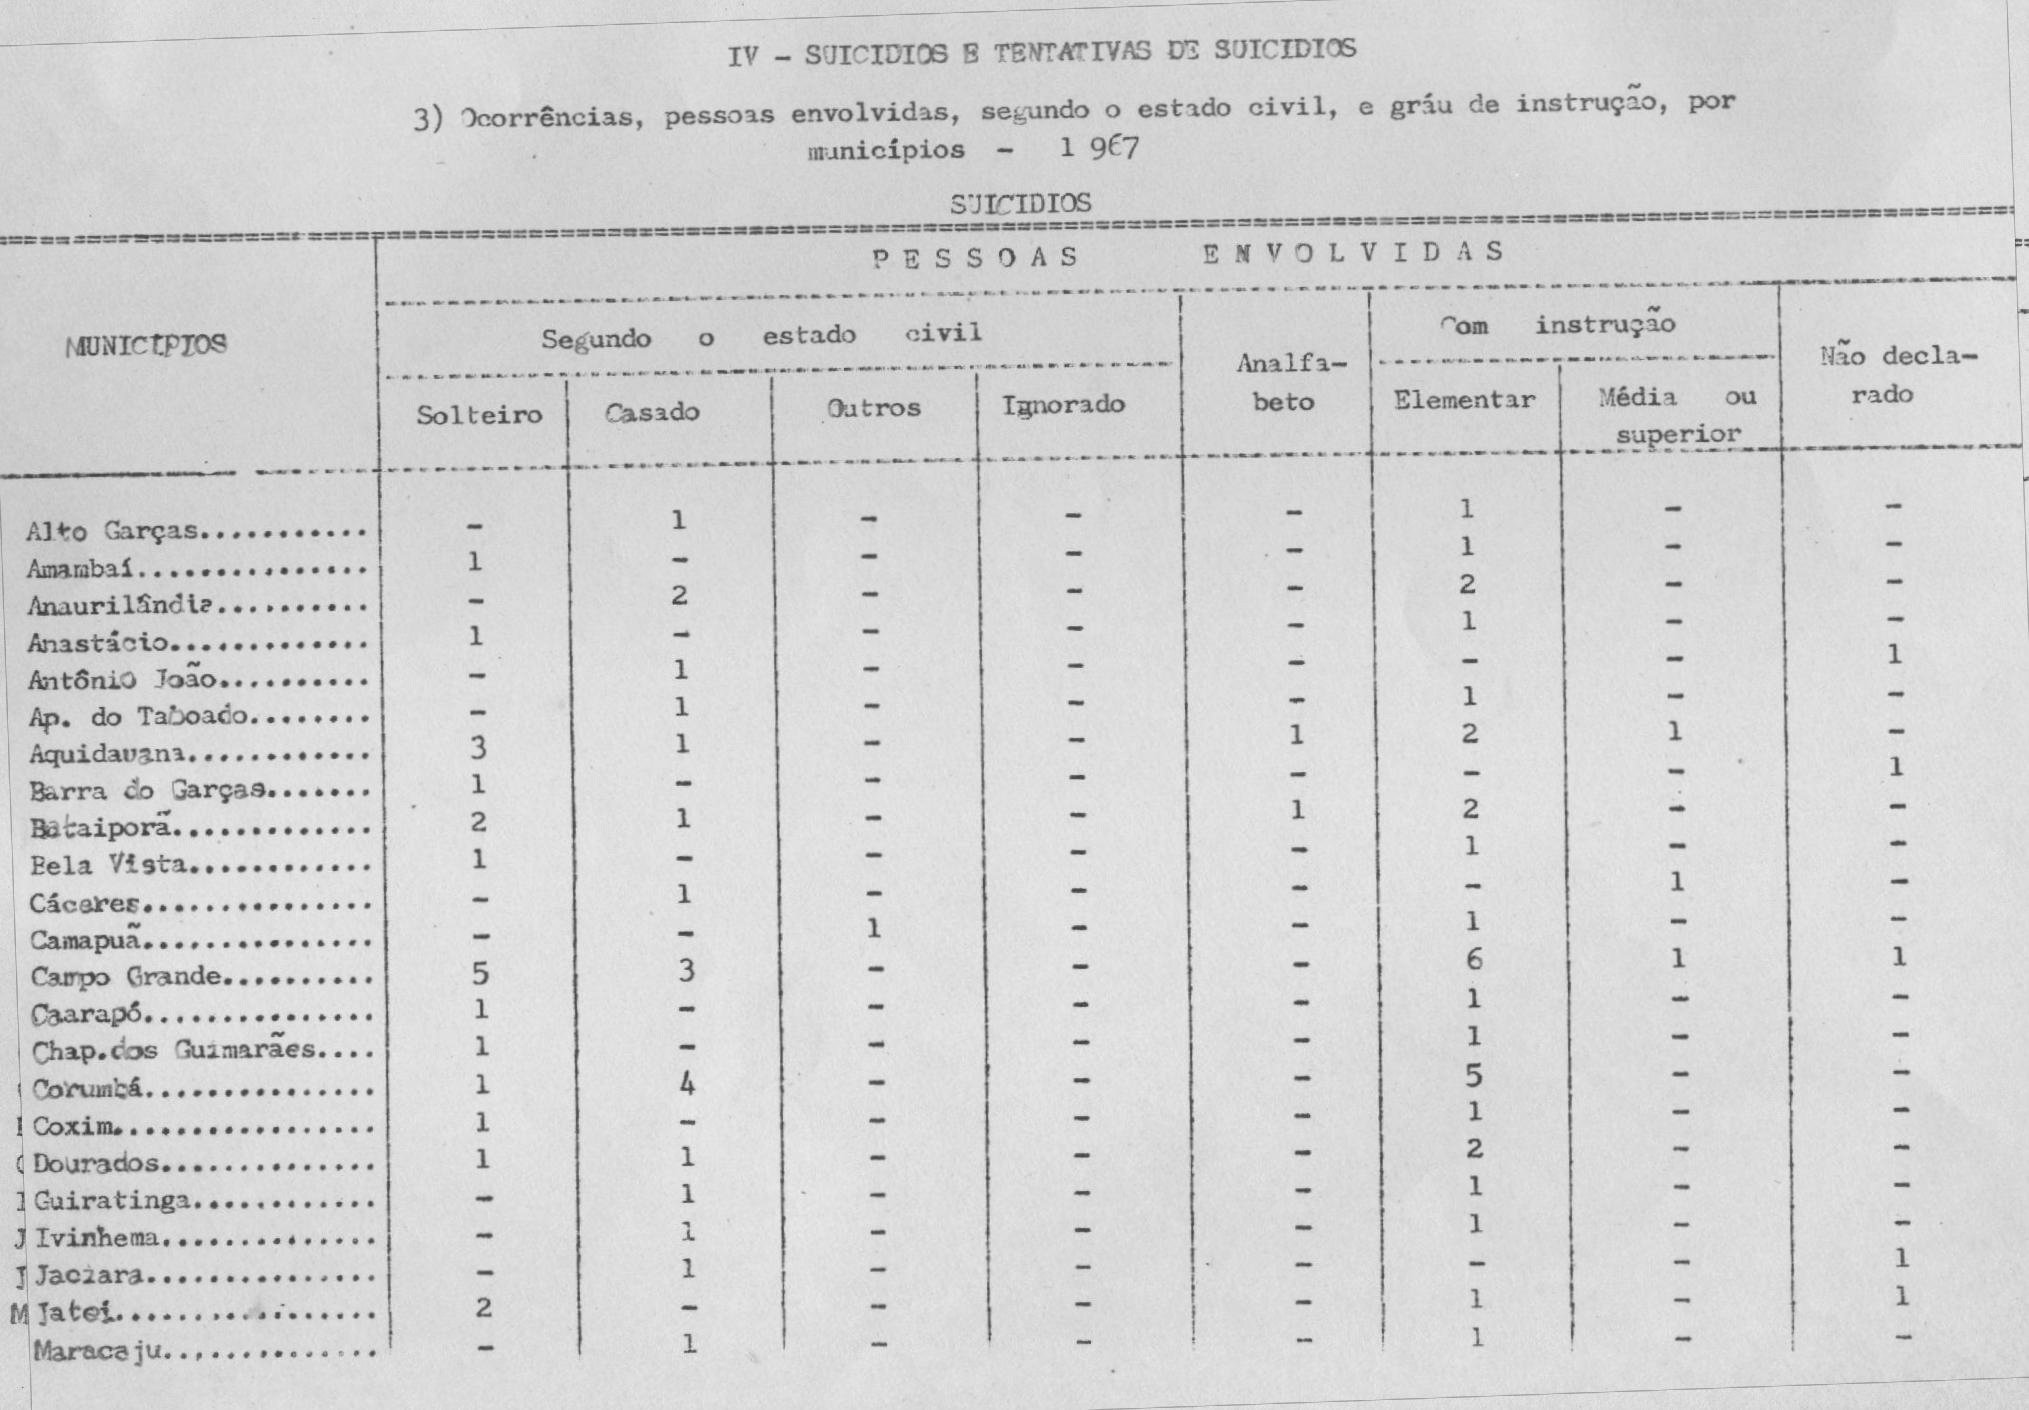 IV - SUICIDIOS E TENTATIVAS DE SUICIDIOS
3) Ocorrências, pessoas envolvidas, segundo o estado civil, e gráu de instrução, por
municípios - 1 967
SUICIDIOS
PESSOAS ENVOLVIDAS
MUNICÍPIOS
Segundo o estado civil
Analfa-
beto
Com instrução
Não decla-
rado
Solteiro Casado Outros Ignorado Elementar Média ou
superior
Alto Garças........... - 1 - - - 1 - -
Amambaí............... 1 - - - - 1 - -
Anaurilândia.......... - 2 - - - 2 - -
Anastácio............. 1 - - - - 1 - -
Antônio João.......... - 1 - - - - - 1
Ap. do Taboado........ - 1 - - - 1 - -
Aquidauana............ 3 1 - - 1 2 1 -
Barra do Garças....... 1 - - - - - - 1
Bataiporã............. 2 1 - - 1 2 - -
Bela Vista............ 1 - - - - 1 - -
Cáceres............... - 1 - - - - 1 -
Camapuã............... - - 1 - - 1 - -
Campo Grande.......... 5 3 - - - 6 1 1
Caarapó............... 1 - - - - 1 - -
Chap.dos Guimarães.... 1 - - - - 1 - -
Corumbá............... 1 4 - - - 5 - -
Coxim................. 1 - - - - 1 - -
Dourados.............. 1 1 - - - 2 - -
Guiratinga............ - 1 - - - 1 - -
Ivinhema.............. - 1 - - - 1 - -
Jaciara............... - 1 - - - - - 1
Jateí................. 2 - - - - 1 - 1
Maracaju.............. - 1 - - - 1 - -